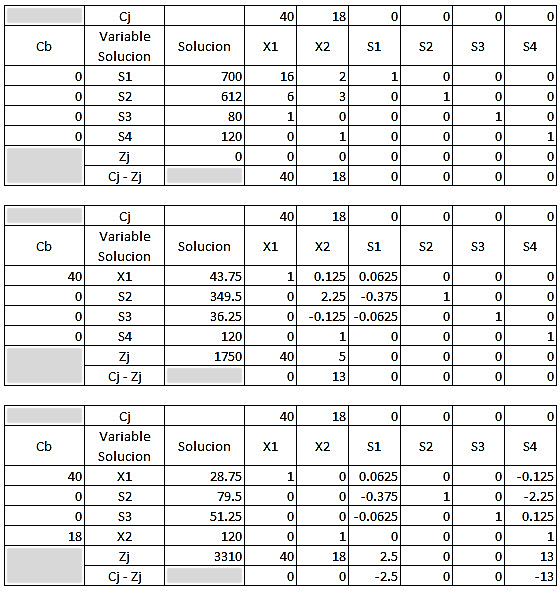 Cj 40 18 0 0 0 0
Cb Variable Solucion Solucion X1 X2 S1 S2 S3 S4
0 S1 700 16 2 1 0 0 0
0 S2 612 6 3 0 1 0 0
0 S3 80 1 0 0 0 1 0
0 S4 120 0 1 0 0 0 1
Zj 0 0 0 0 0 0 0
Cj - Zj 40 18 0 0 0 0
Cj 40 18 0 0 0 0
Cb Variable Solucion Solucion X1 X2 S1 S2 S3 S4
40 X1 43.75 1 0.125 0.0625 0 0 0
0 S2 349.5 0 2.25 -0.375 1 0 0
0 S3 36.25 0 -0.125 -0.0625 0 1 0
0 S4 120 0 1 0 0 0 1
Zj 1750 40 5 0 0 0
Cj - Zj 0 13 0 0 0
Cj 40 18 0 0 0 0
Cb Variable Solucion Solucion X1 X2 S1 S2 S3 S4
40 X1 28.75 1 0 0.0625 0 0 -0.125
0 S2 79.5 0 0 -0.375 1 0 -2.25
0 S3 51.25 0 0 -0.0625 0 1 0.125
18 X2 120 0 1 0 0 0 1
Zj 3310 40 18 2.5 0 0 13
Cj - Zj 0 0 -2.5 0 0 -13